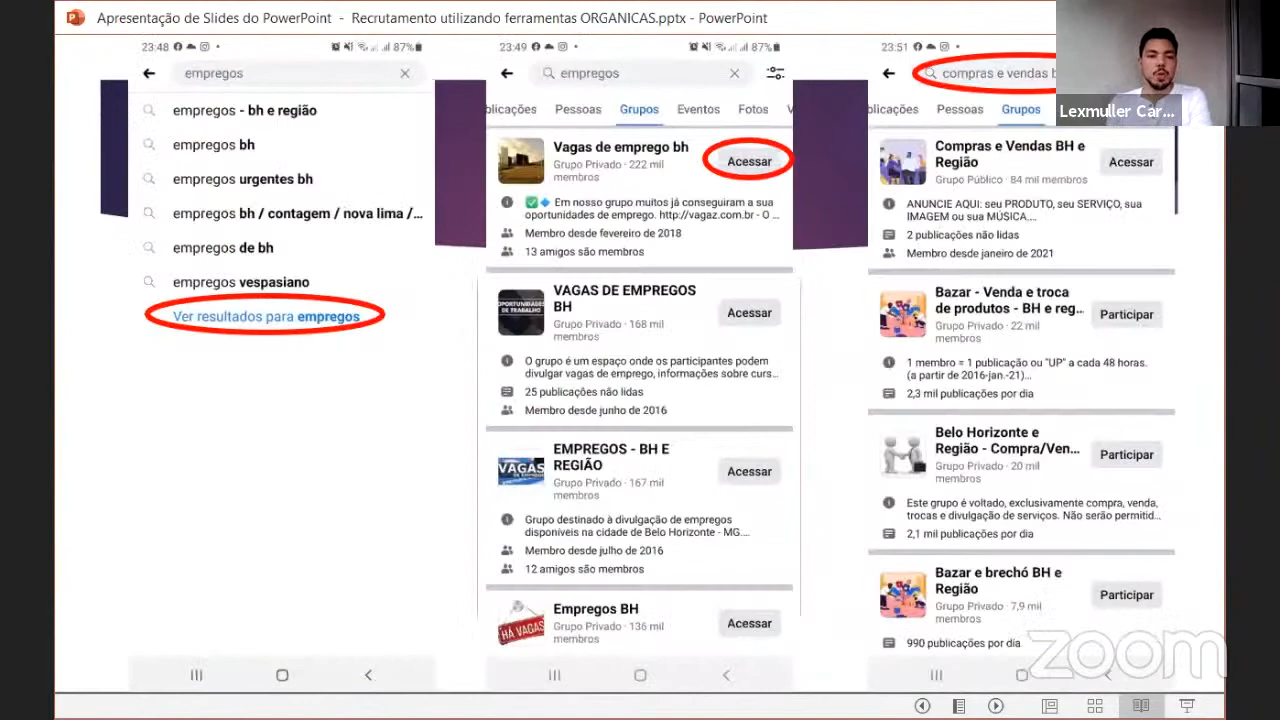 Apresentação de Slides do PowerPoint - Recrutamento utilizando ferramentas ORGANICAS.pptx - PowerPoint
23:48
87%
empregos
empregos - bh e região
empregos bh
empregos urgentes bh
empregos bh / contagem / nova lima /...
empregos de bh
empregos vespasiano
Ver resultados para empregos
23:49
87%
empregos
blicações Pessoas Grupos Eventos Fotos V
Vagas de emprego bh
Grupo Privado · 222 mil
membros
Acessar
Em nosso grupo muitos já conseguiram a sua
oportunidades de emprego. http://vagaz.com.br - O ...
Membro desde fevereiro de 2018
13 amigos são membros
OPORTUNIDADES
DE TRABALHO
VAGAS DE EMPREGOS
BH
Grupo Privado · 168 mil
membros
Acessar
O grupo é um espaço onde os participantes podem
divulgar vagas de emprego, informações sobre curs...
25 publicações não lidas
Membro desde junho de 2016
VAGAS
EMPREGOS - BH E
REGIÃO
Grupo Privado · 167 mil
membros
Acessar
Grupo destinado à divulgação de empregos
disponíveis na cidade de Belo Horizonte - MG....
Membro desde julho de 2016
12 amigos são membros
HÁ VAGAS
Empregos BH
Grupo Privado · 136 mil
membros
Acessar
23:51
compras e vendas b
blicações Pessoas Grupos
Compras e Vendas BH e
Região
Grupo Público · 84 mil membros
Acessar
ANUNCIE AQUI: seu PRODUTO, seu SERVIÇO, sua
IMAGEM ou sua MÚSICA....
2 publicações não lidas
Membro desde janeiro de 2021
Bazar - Venda e troca
de produtos - BH e reg...
Grupo Privado · 22 mil
membros
Participar
1 membro = 1 publicação ou "UP" a cada 48 horas.
(a partir de 2016-jan.-21)...
2,3 mil publicações por dia
Belo Horizonte e
Região - Compra/Ven...
Grupo Privado · 20 mil
membros
Participar
Este grupo é voltado, exclusivamente compra, venda,
trocas e divulgação de serviços. Não serão permitid...
2,1 mil publicações por dia
Bazar e brechó BH e
Região
Grupo Privado · 7,9 mil
membros
Participar
990 publicações por dia
Lexmuller Car...
zoom